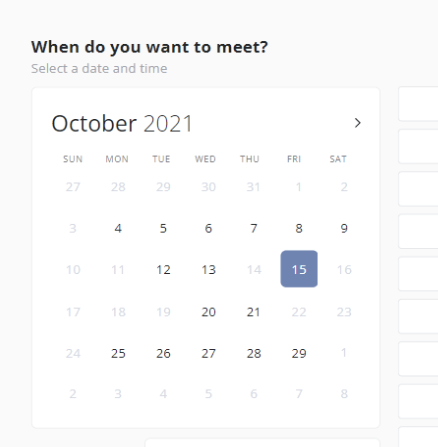 When do you want to meet?
Select a date and time
October 2021
SUN MON TUE WED THU FRI SAT
27 28 29 30 31 1 2
3 4 5 6 7 8 9
10 11 12 13 14 15 16
17 18 19 20 21 22 23
24 25 26 27 28 29 1
2 3 4 5 6 7 8